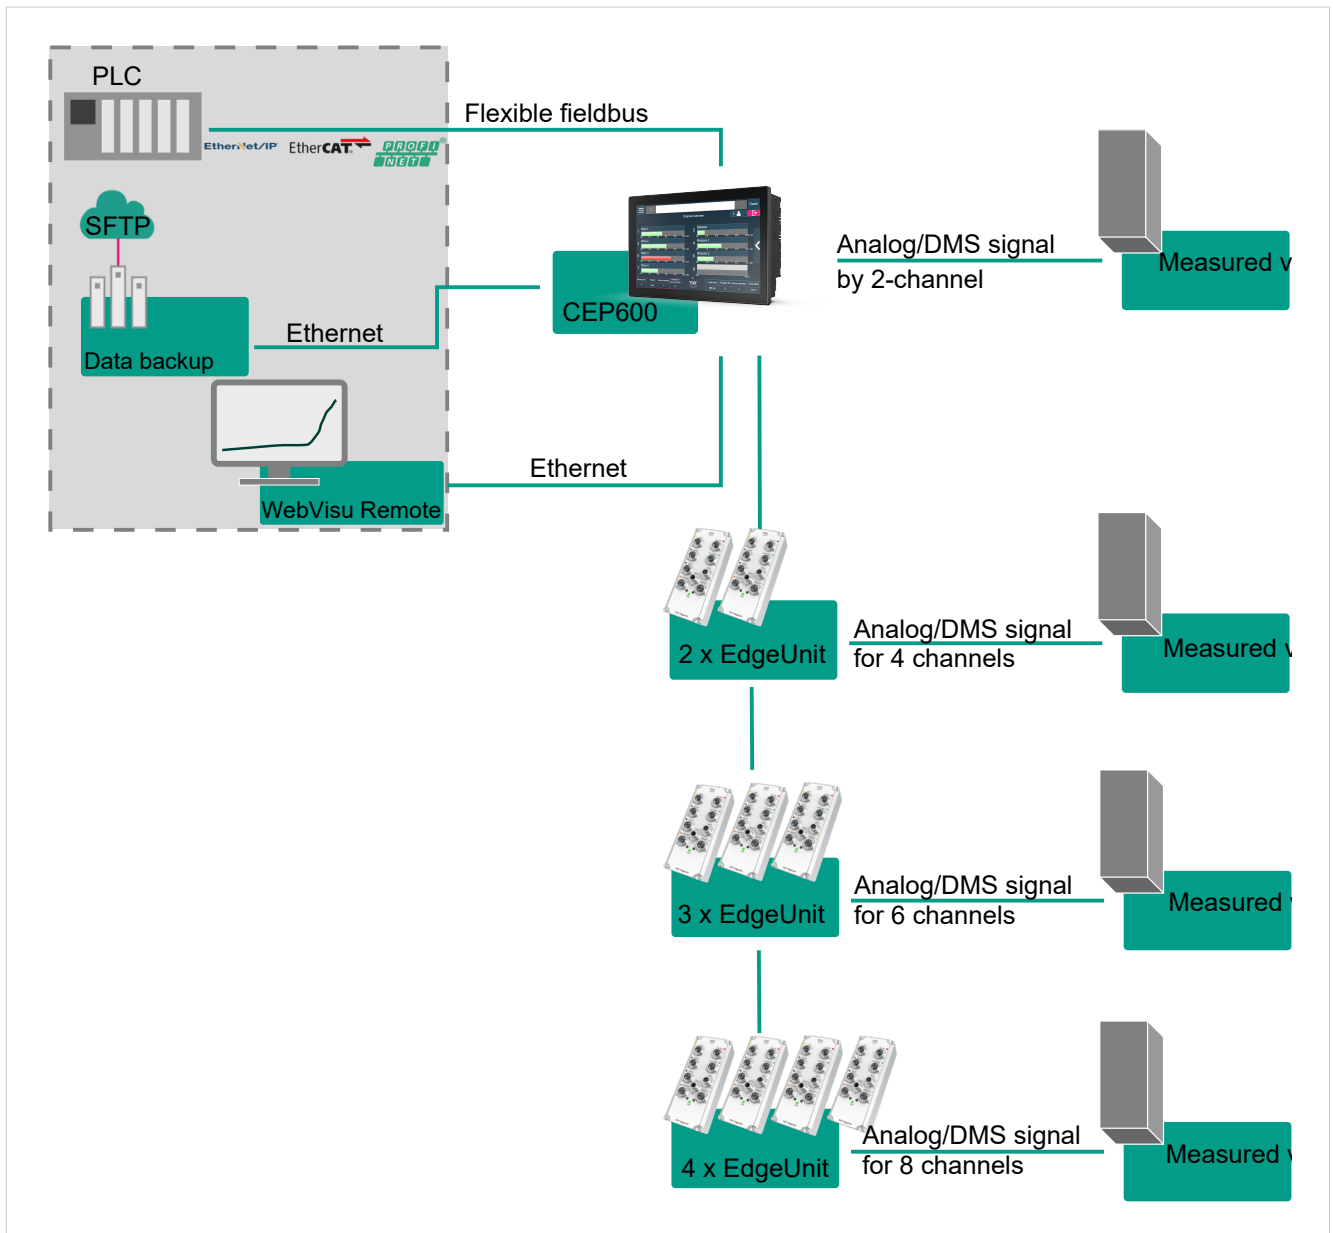 PLC
Flexible fieldbus
EtherNet/IP
EtherCAT
PROFI
NET
SFTP
Data backup
Ethernet
CEP600
Analog/DMS signal
by 2-channel
Measured v
WebVisu Remote
Ethernet
2 x EdgeUnit
Analog/DMS signal
for 4 channels
Measured v
3 x EdgeUnit
Analog/DMS signal
for 6 channels
Measured v
4 x EdgeUnit
Analog/DMS signal
for 8 channels
Measured v